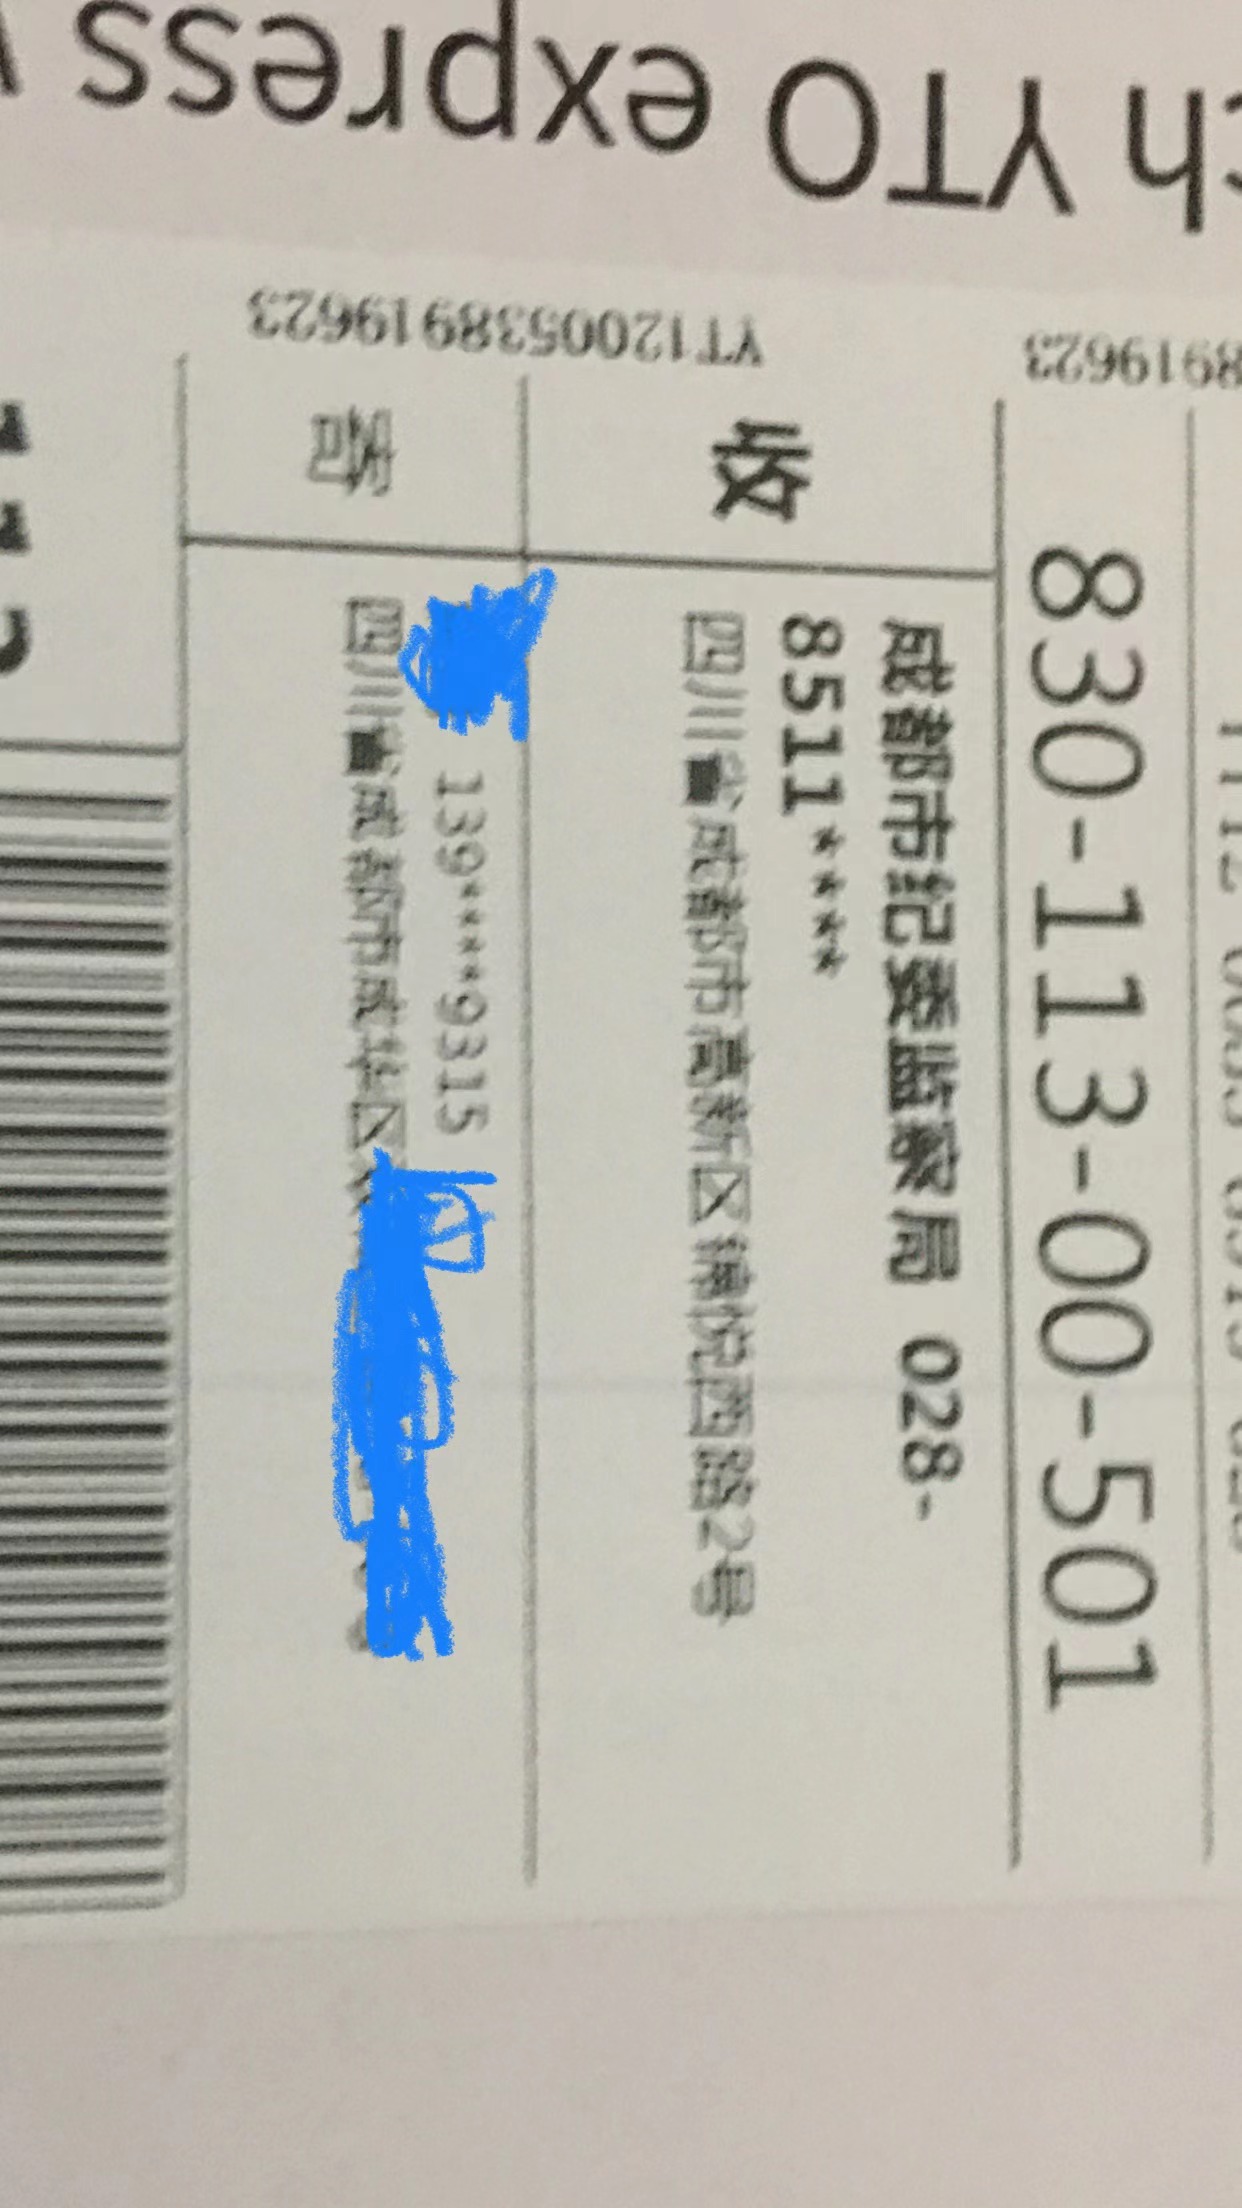 ch YTO express
YT1200538919623
8919623
830-113-00-501
收
成都市纪委监察局 028-
8511****
四川省成都市高新区锦悦西路2号
寄
139****9315
四川省成都市成华区